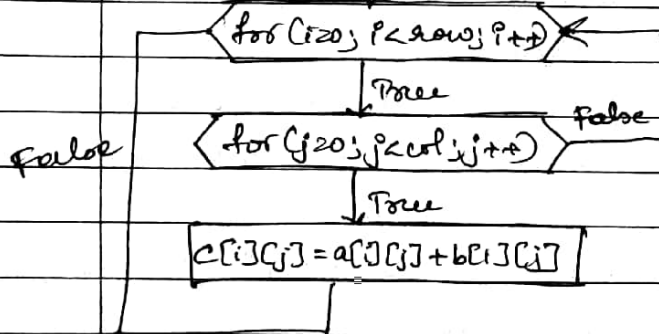 for (i=0; i<row; i++)
True
for (j=0; j<col; j++)
False
False
True
c[i][j] = a[i][j] + b[i][j]